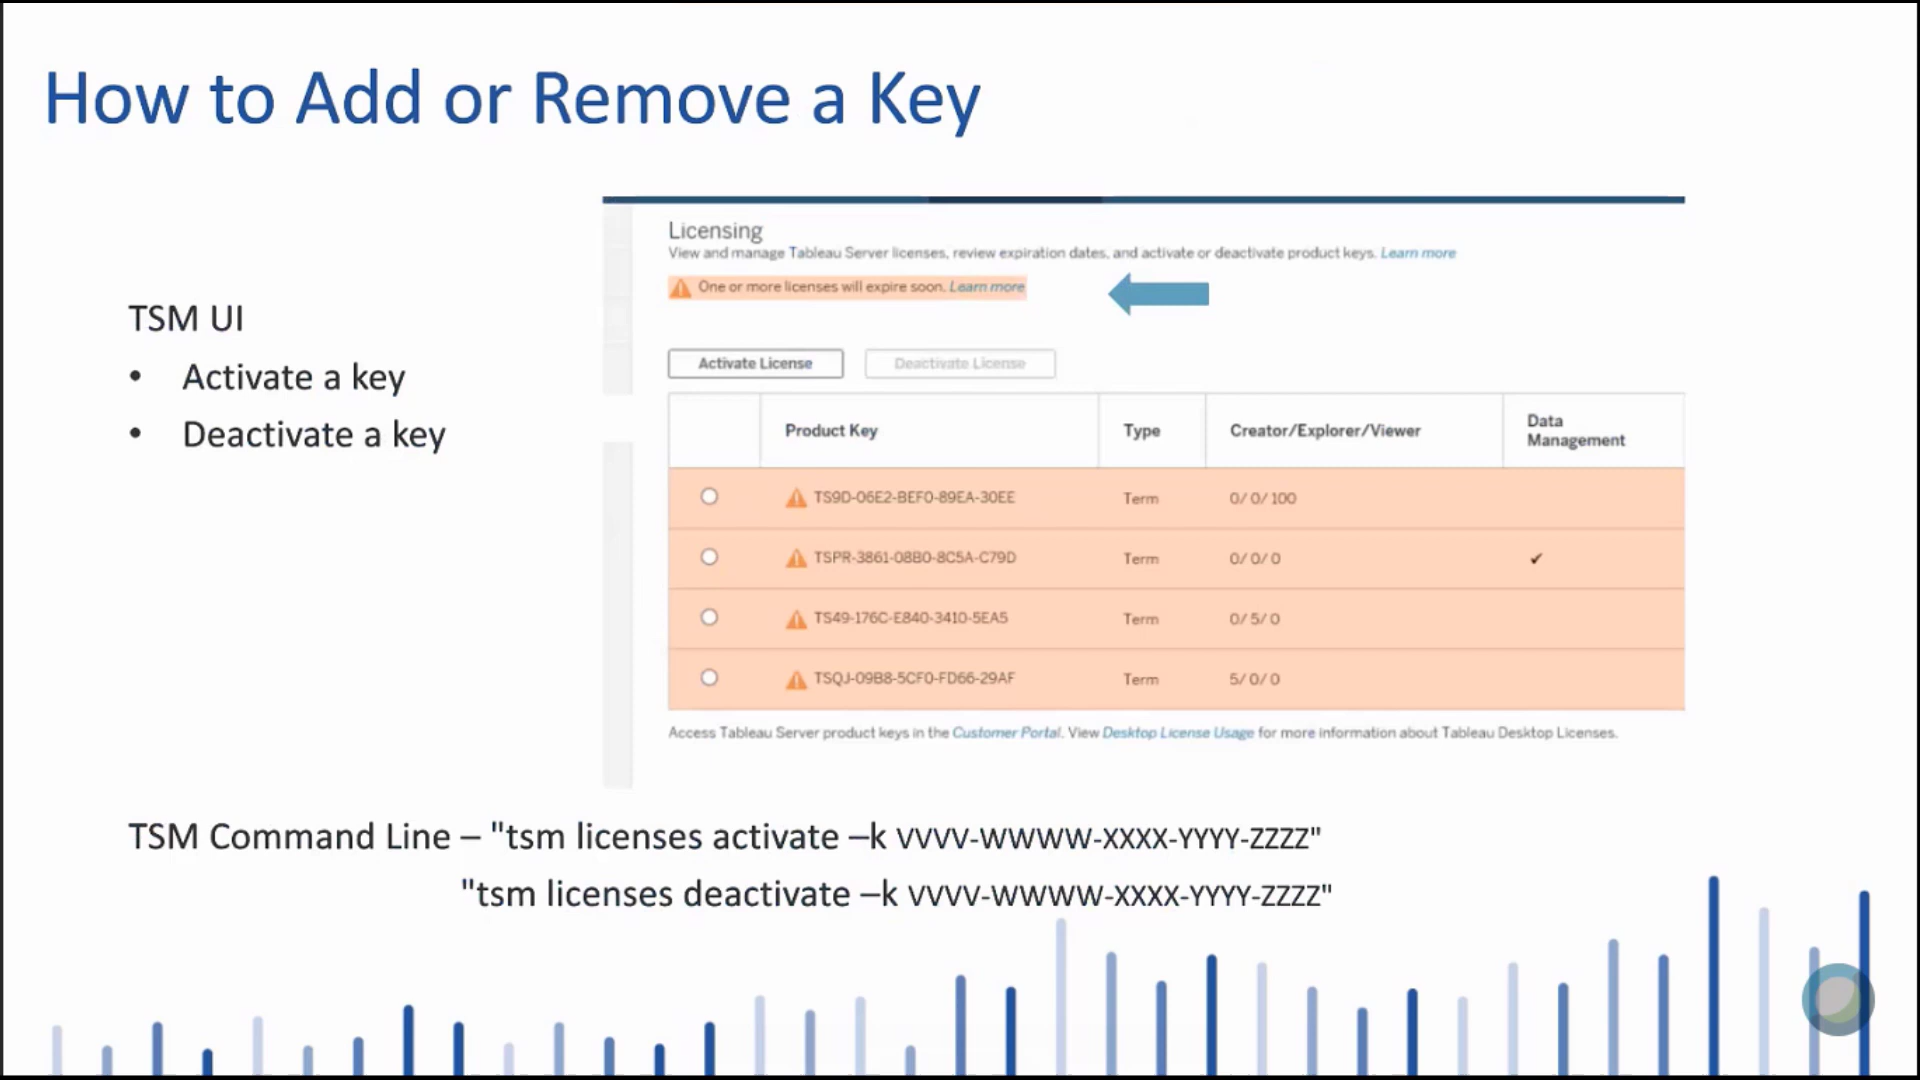 How to Add or Remove a Key
Licensing
View and manage Tableau Server licenses, review expiration dates, and activate or deactivate product keys. Learn more
One or more licenses will expire soon. Learn more
TSM UI
• Activate a key
• Deactivate a key
Activate License Deactivate License
Product Key Type Creator/Explorer/Viewer Data Management
TS9D-06E2-BEF0-89EA-30EE Term 0/ 0/ 100
TSPR-3861-08B0-8C5A-C79D Term 0/ 0/ 0 ✔
TS49-176C-E840-3410-5EA5 Term 0/ 5/ 0
TSQJ-09B8-5CF0-FD66-29AF Term 5/ 0/ 0
Access Tableau Server product keys in the Customer Portal. View Desktop License Usage for more information about Tableau Desktop Licenses.
TSM Command Line – "tsm licenses activate –k VVVV-WWWW-XXXX-YYYY-ZZZZ"
"tsm licenses deactivate –k VVVV-WWWW-XXXX-YYYY-ZZZZ"